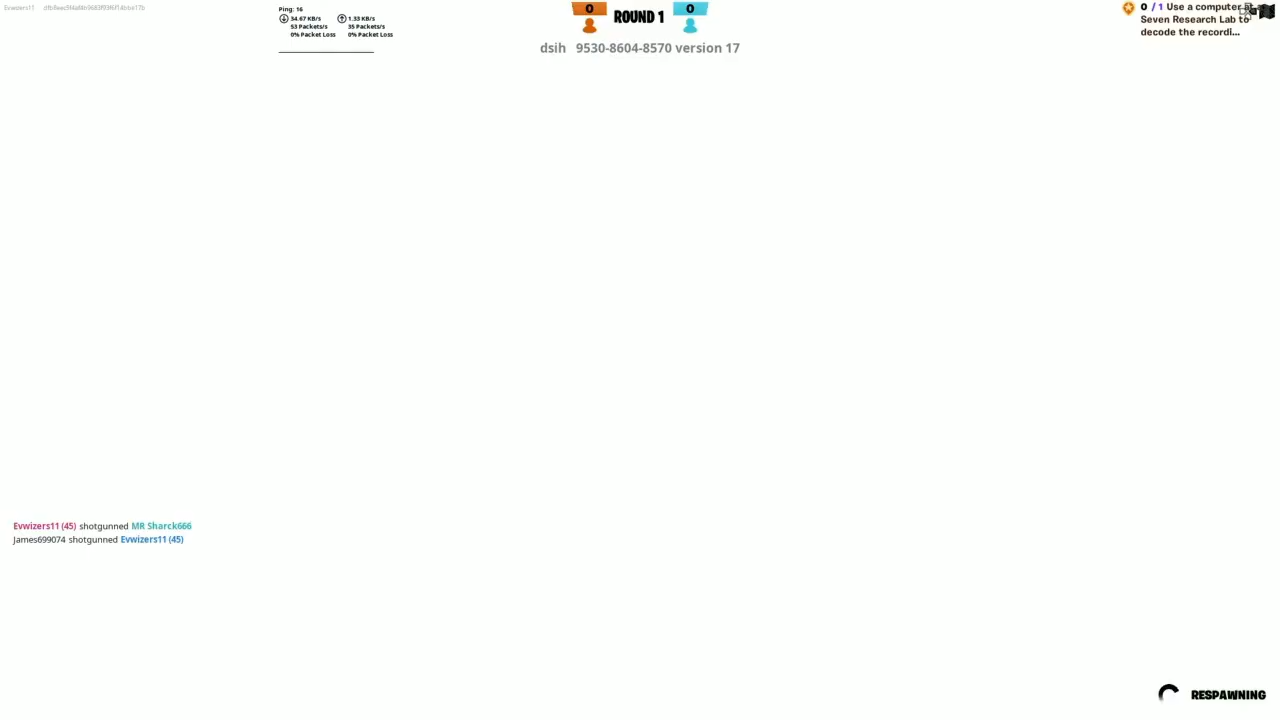 Evwizers11
Ping: 16
34.67 KB/s 1.33 KB/s
53 Packets/s 35 Packets/s
0% Packet Loss 0% Packet Loss
0 ROUND 1 0
dsih 9530-8604-8570 version 17
0 / 1 Use a computer
Seven Research Lab to
decode the recordi...
Evwizers11 (45) shotgunned MR Sharck666
James699074 shotgunned Evwizers11 (45)
RESPAWNING